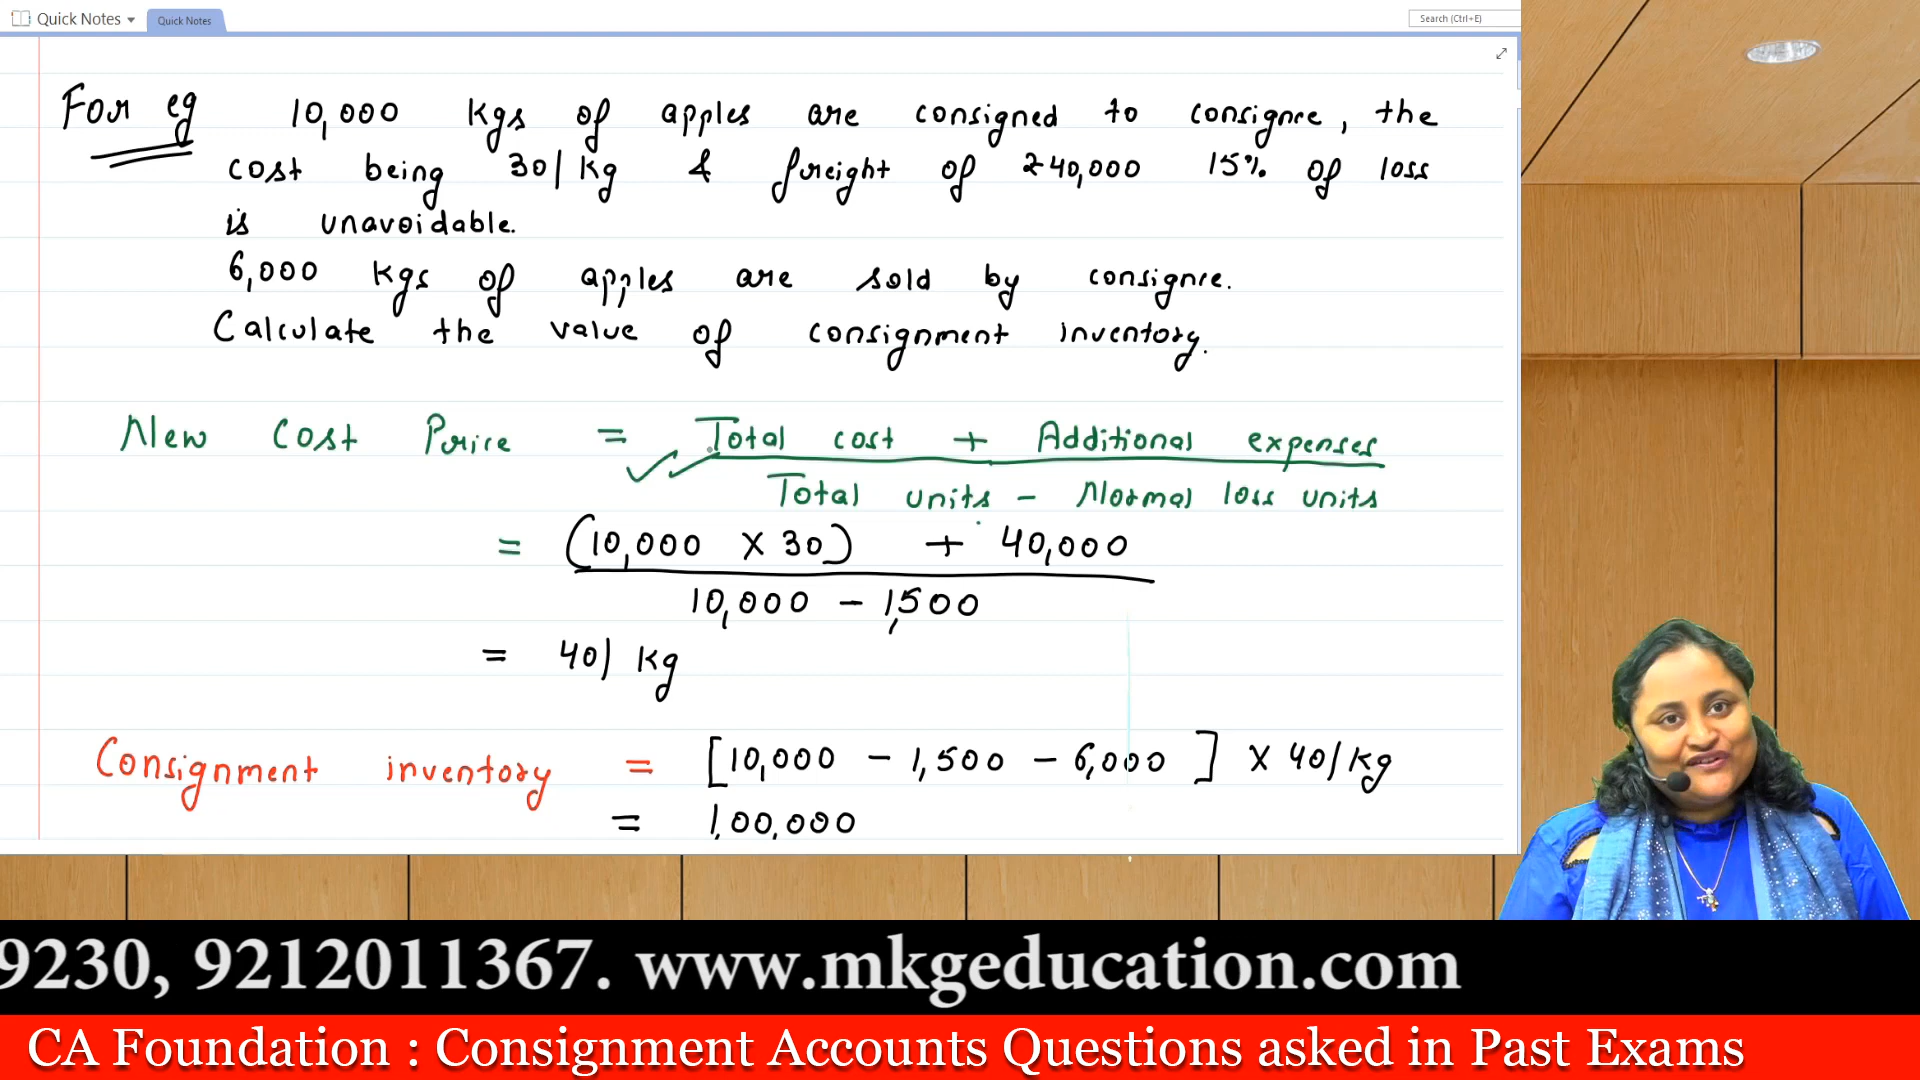 Quick Notes
Quick Notes
Search (Ctrl+E)
For eg 10,000 kgs of apples are consigned to consignee, the
cost being 30/kg & freight of ₹40,000 15% of loss
is unavoidable.
6,000 kgs of apples are sold by consignee.
Calculate the value of consignment inventory.
New Cost Price = Total cost + Additional expenses
Total units - Normal loss units
= (10,000 X 30) + 40,000
10,000 - 1,500
= 40/kg
Consignment inventory = [10,000 - 1,500 - 6,000] X 40/kg
= 1,00,000
9230, 9212011367. www.mkgeducation.com
CA Foundation : Consignment Accounts Questions asked in Past Exams